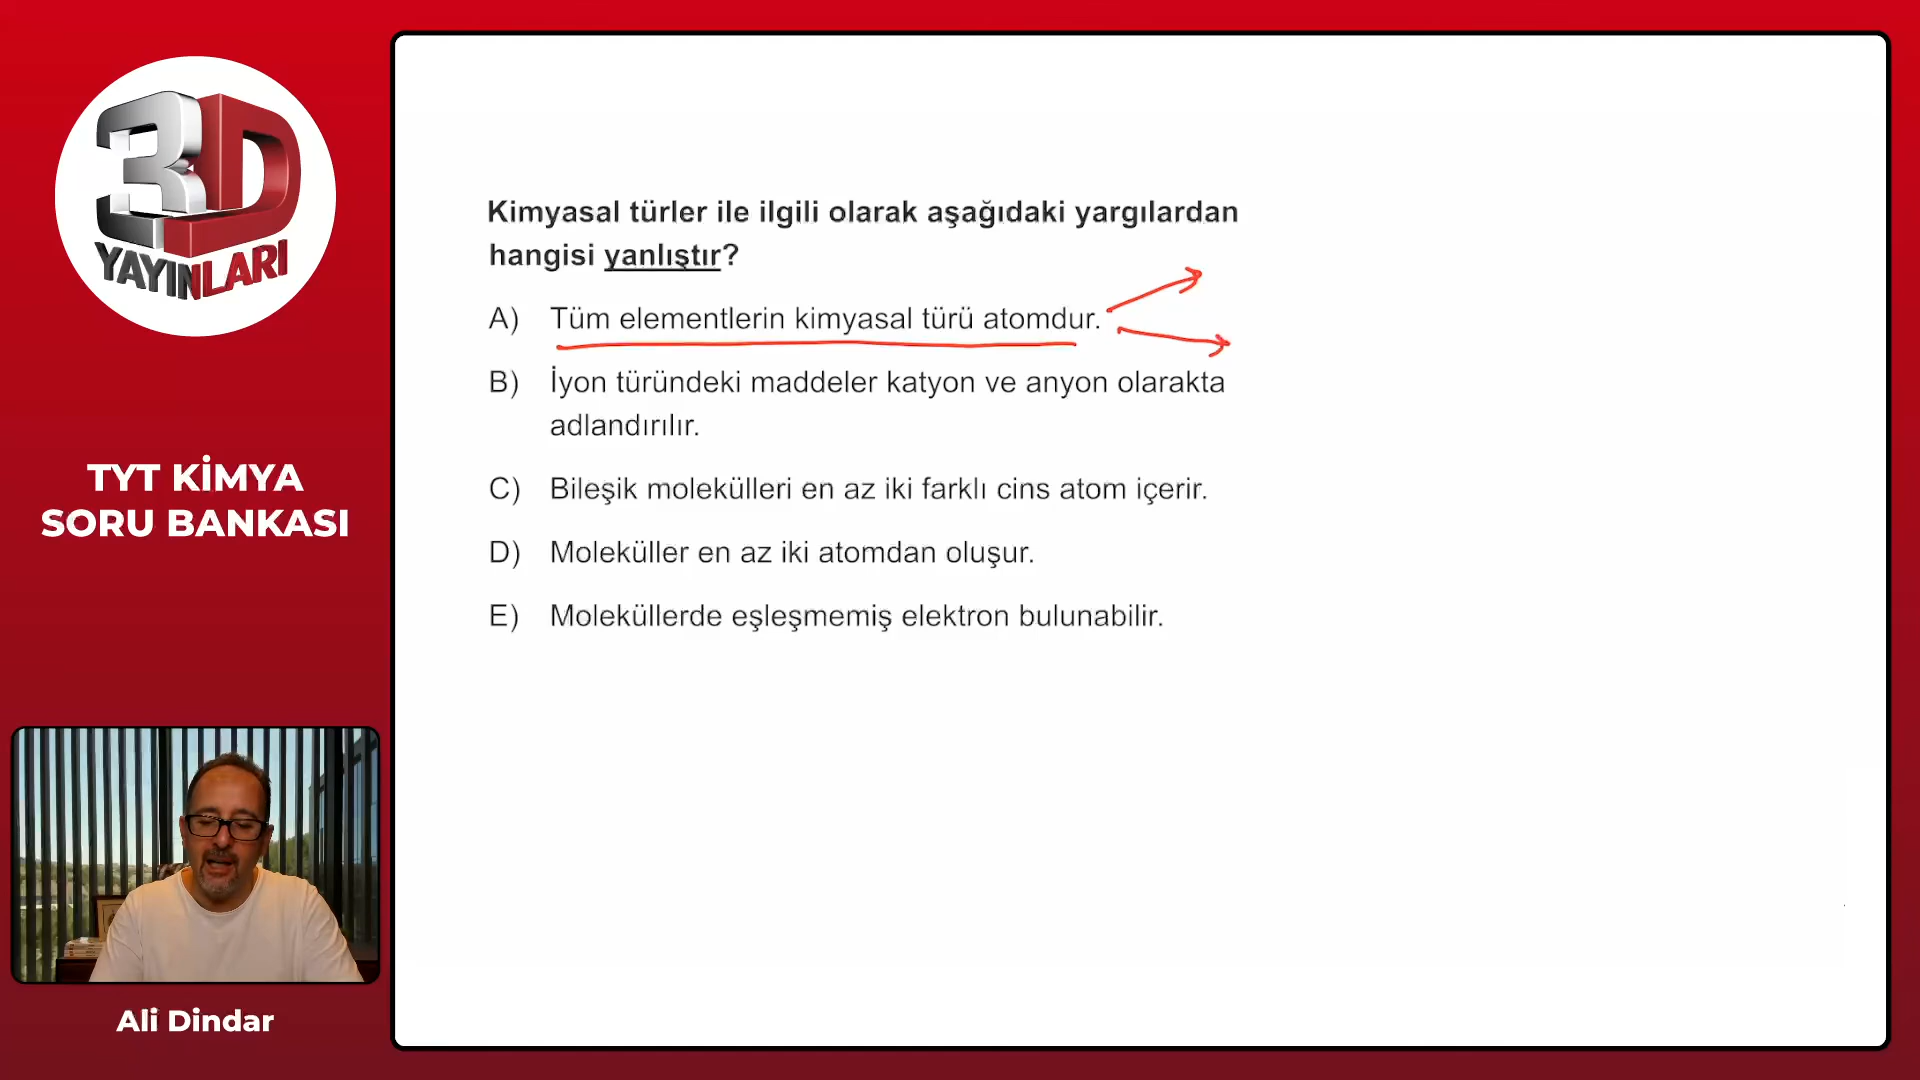 3D
YAYINLARI
TYT KİMYA
SORU BANKASI
Ali Dindar
Kimyasal türler ile ilgili olarak aşağıdaki yargılardan
hangisi yanlıştır?
A) Tüm elementlerin kimyasal türü atomdur.
B) İyon türündeki maddeler katyon ve anyon olarakta
adlandırılır.
C) Bileşik molekülleri en az iki farklı cins atom içerir.
D) Moleküller en az iki atomdan oluşur.
E) Moleküllerde eşleşmemiş elektron bulunabilir.